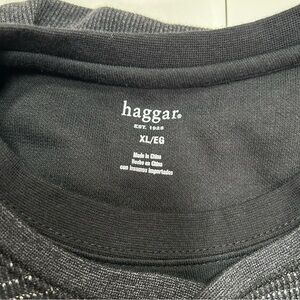 haggar.
EST. 1926
XL/EG
Made in China
Hecho en China
con insumos importados